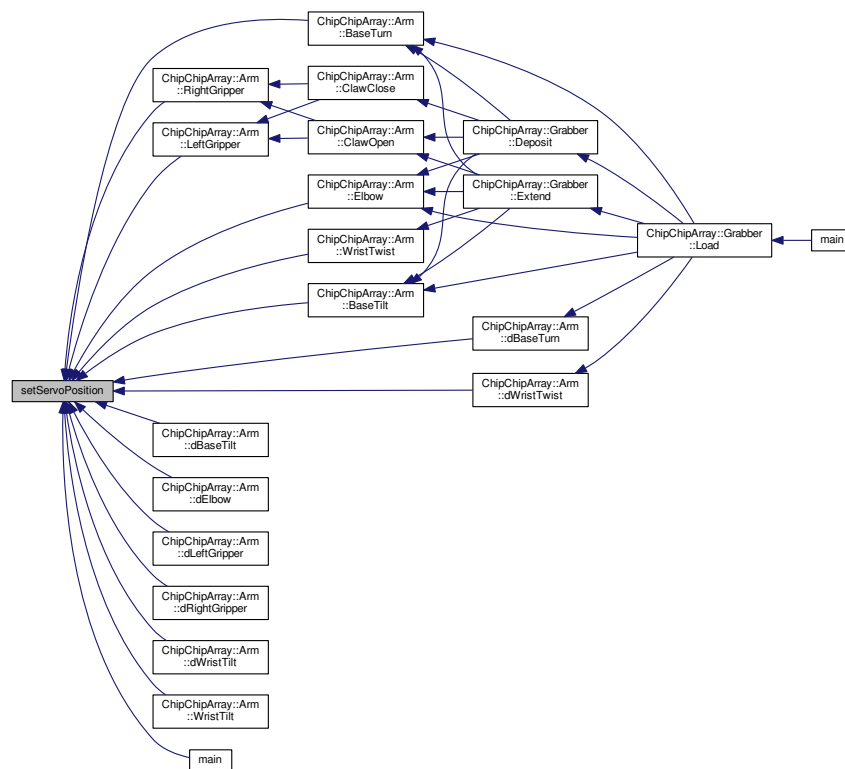 ChipChipArray::Arm
::BaseTurn
ChipChipArray::Arm
::RightGripper
ChipChipArray::Arm
::ClawClose
ChipChipArray::Arm
::LeftGripper
ChipChipArray::Arm
::ClawOpen
ChipChipArray::Grabber
::Deposit
ChipChipArray::Arm
::Elbow
ChipChipArray::Grabber
::Extend
ChipChipArray::Arm
::WristTwist
ChipChipArray::Grabber
::Load
main
ChipChipArray::Arm
::BaseTilt
ChipChipArray::Arm
::dBaseTurn
setServoPosition
ChipChipArray::Arm
::dWristTwist
ChipChipArray::Arm
::dBaseTilt
ChipChipArray::Arm
::dElbow
ChipChipArray::Arm
::dLeftGripper
ChipChipArray::Arm
::dRightGripper
ChipChipArray::Arm
::dWristTilt
ChipChipArray::Arm
::WristTilt
main